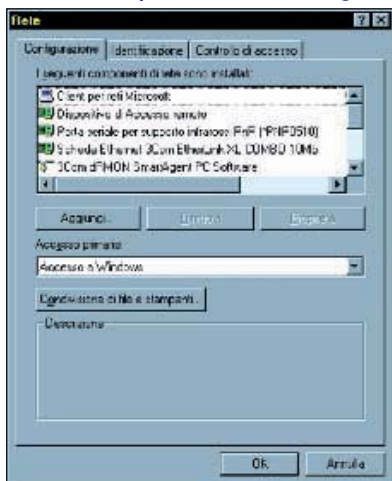 Rete
Configurazione Identificazione Controllo di accesso
I seguenti componenti di rete sono installati:
Client per reti Microsoft
Dispositivo di Accesso remoto
Porta seriale per supporto infrarossi PnP (*PNP0510)
Scheda Ethernet 3Com EtherLink XL COMBO 10Mb
3Com dRMON SmartAgent PC Software
Aggiungi... Rimuovi Proprietà
Accesso primario:
Accesso a Windows
Condivisione di file e stampanti...
Descrizione
OK Annulla